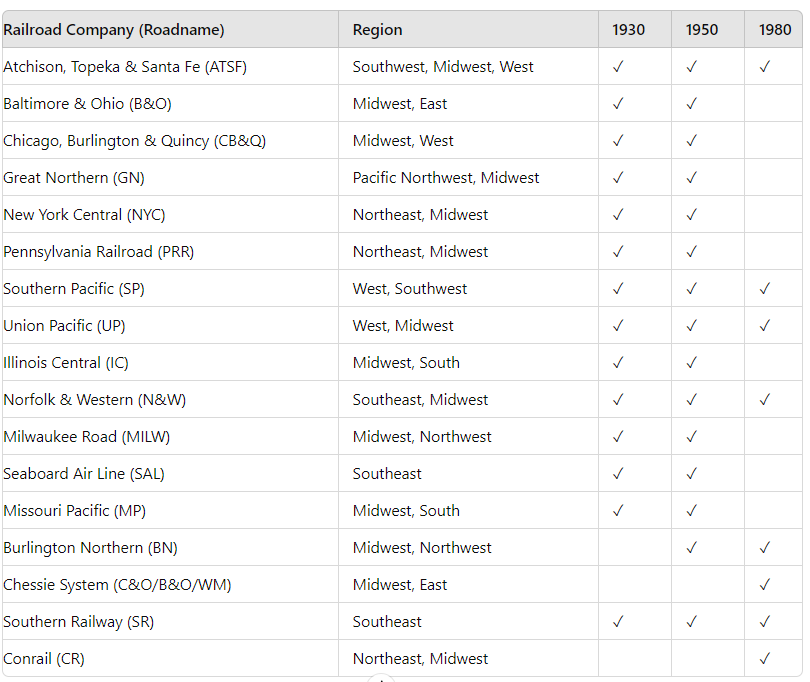 Railroad Company (Roadname) Region 1930 1950 1980
Atchison, Topeka & Santa Fe (ATSF) Southwest, Midwest, West ✓ ✓ ✓
Baltimore & Ohio (B&O) Midwest, East ✓ ✓
Chicago, Burlington & Quincy (CB&Q) Midwest, West ✓ ✓
Great Northern (GN) Pacific Northwest, Midwest ✓ ✓
New York Central (NYC) Northeast, Midwest ✓ ✓
Pennsylvania Railroad (PRR) Northeast, Midwest ✓ ✓
Southern Pacific (SP) West, Southwest ✓ ✓ ✓
Union Pacific (UP) West, Midwest ✓ ✓ ✓
Illinois Central (IC) Midwest, South ✓ ✓
Norfolk & Western (N&W) Southeast, Midwest ✓ ✓ ✓
Milwaukee Road (MILW) Midwest, Northwest ✓ ✓
Seaboard Air Line (SAL) Southeast ✓ ✓
Missouri Pacific (MP) Midwest, South ✓ ✓
Burlington Northern (BN) Midwest, Northwest ✓ ✓
Chessie System (C&O/B&O/WM) Midwest, East ✓
Southern Railway (SR) Southeast ✓ ✓ ✓
Conrail (CR) Northeast, Midwest ✓